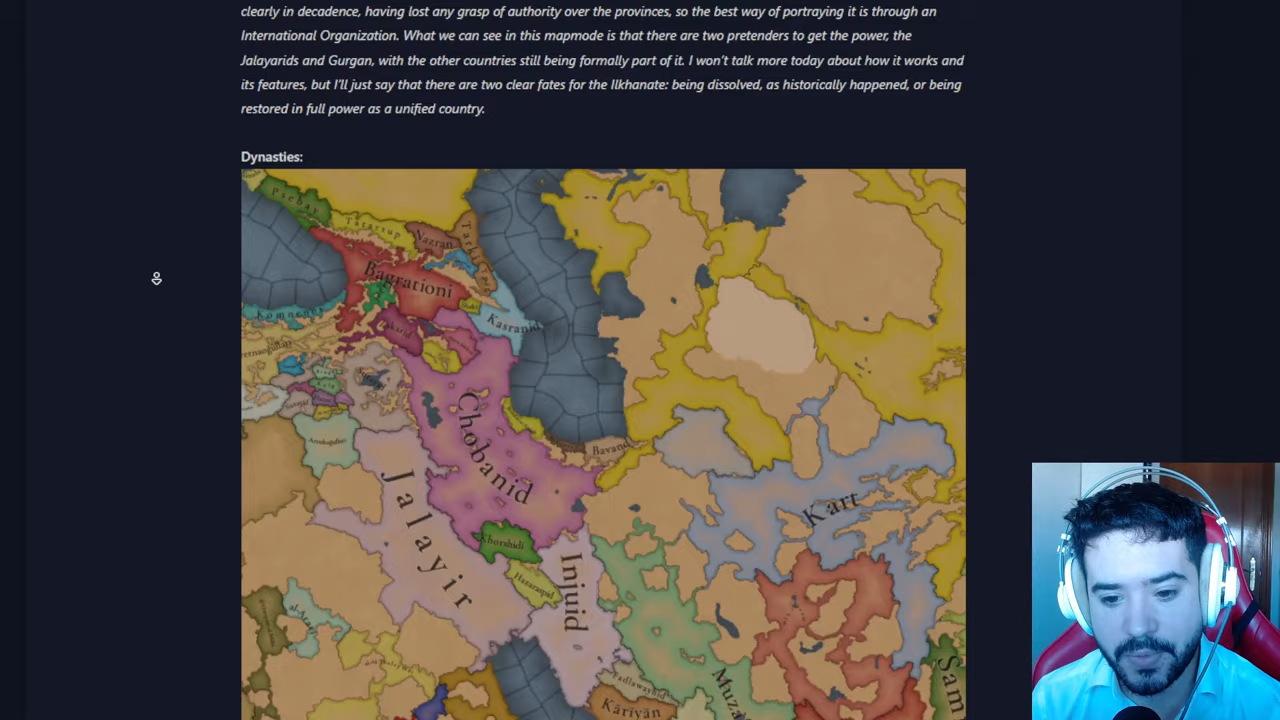 clearly in decadence, having lost any grasp of authority over the provinces, so the best way of portraying it is through an
International Organization. What we can see in this mapmode is that there are two pretenders to get the power, the
Jalayarids and Gurgan, with the other countries still being formally part of it. I won't talk more today about how it works and
its features, but I'll just say that there are two clear fates for the Ilkhanate: being dissolved, as historically happened, or being
restored in full power as a unified country.
Dynasties:
Bagrationi
Kasranid
Chobanid
Bavand
Jalayir
Kart
Khorshidi
Hazaraspid
Injuid
Muza
Sam
Kāriyān